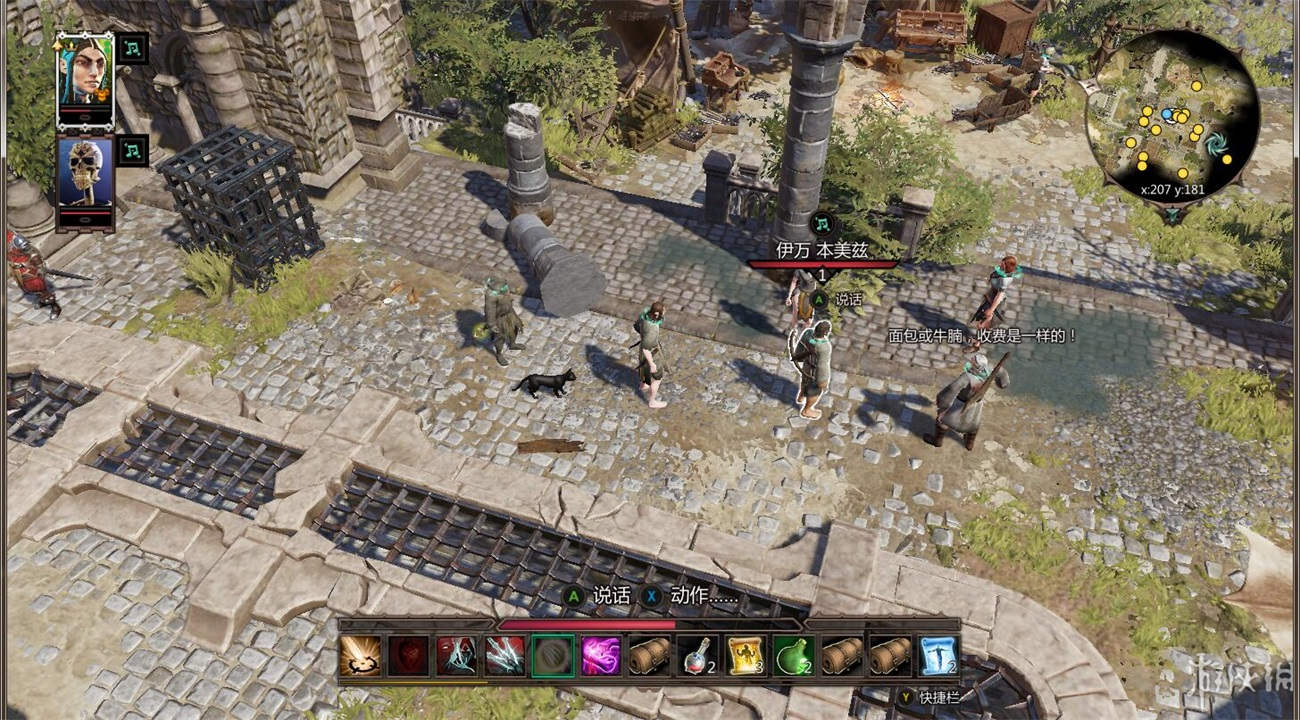 x:207 y:181
伊万 本美兹
1
A 说话
面包或牛腩，收费是一样的！
A 说话 X 动作……
2
3
2
2
Y 快捷栏